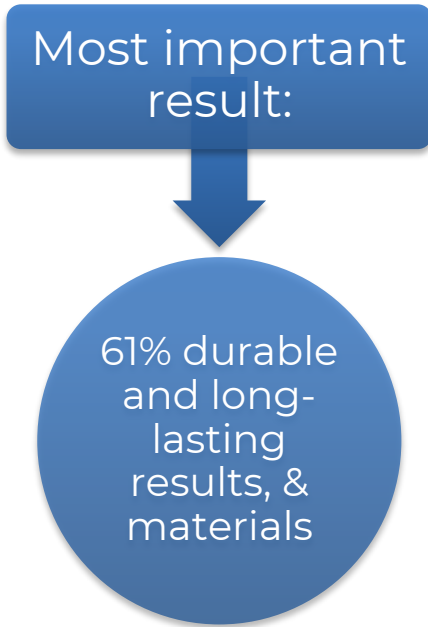 Most important
result:
61% durable
and long-
lasting
results, &
materials